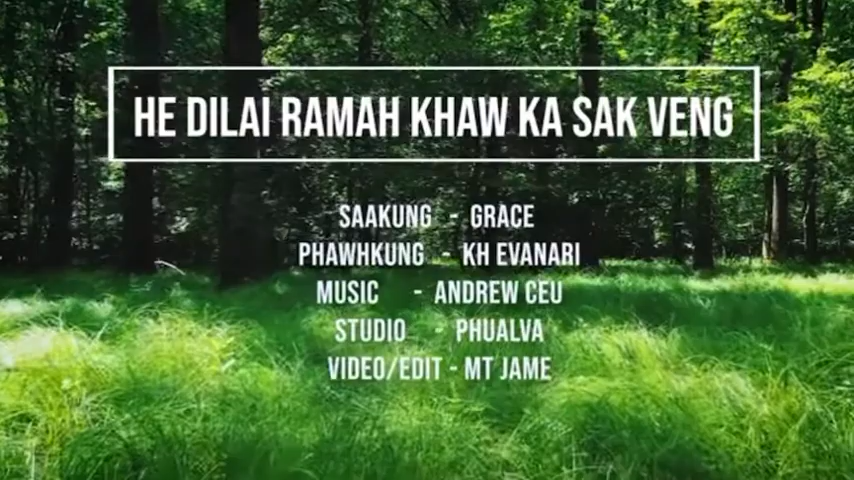 HE DILAI RAMAH KHAW KA SAK VENG
SAAKUNG - GRACE
PHAWHKUNG - KH EVANARI
MUSIC - ANDREW CEU
STUDIO - PHUALVA
VIDEO/EDIT - MT JAME